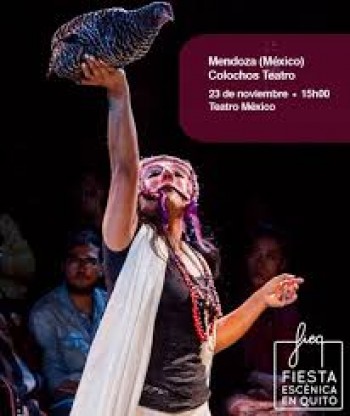 Mendoza (México)
Colochos Teatro
23 de noviembre • 15h00
Teatro México
fieq
FIESTA
ESCÉNICA
EN QUITO